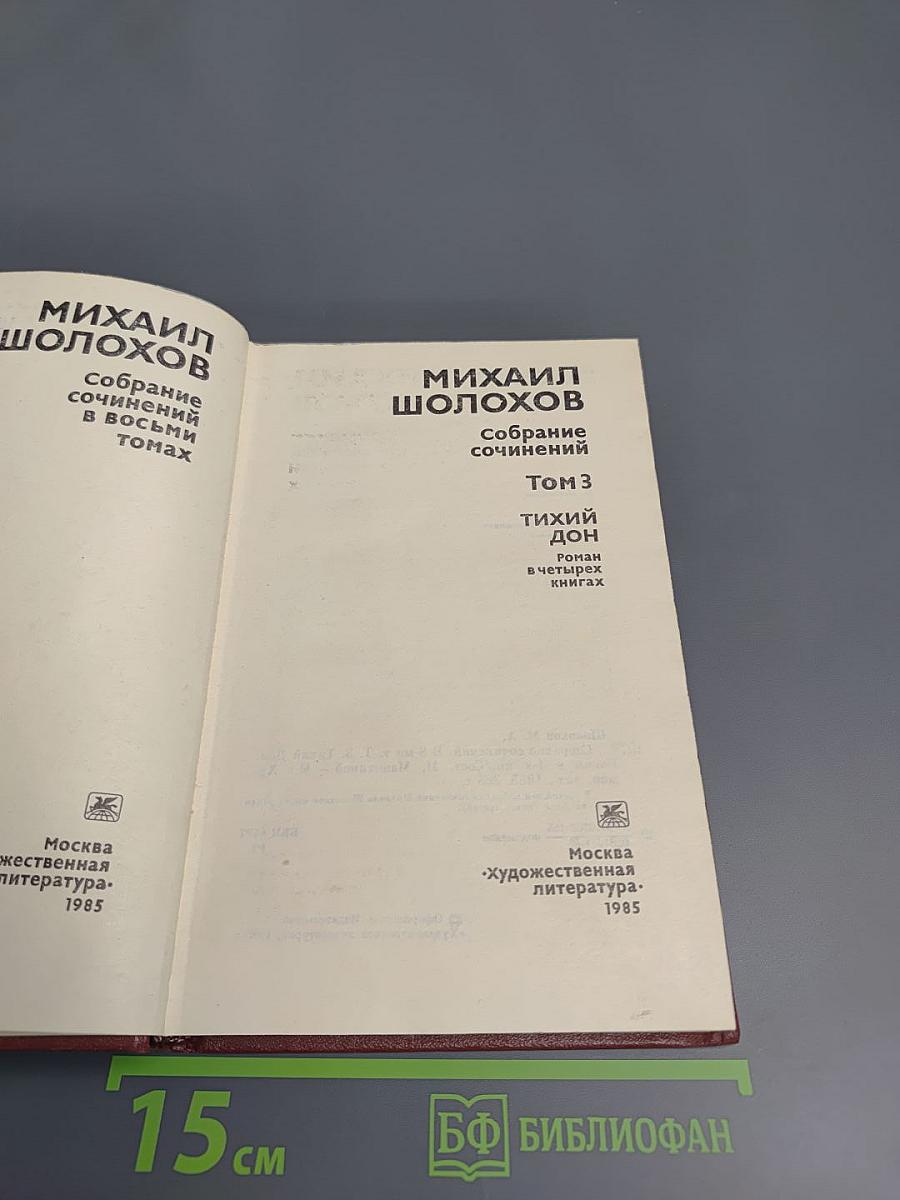 МИХАИЛ
ШОЛОХОВ
Собрание
сочинений
в восьми
томах
Москва
жественная
литература·
1985
МИХАИЛ
ШОЛОХОВ
Собрание
сочинений
Том 3
ТИХИЙ
ДОН
Роман
в четырех
книгах
Москва
·Художественная
литература·
1985
15 см
БФ БИБЛИОФАН